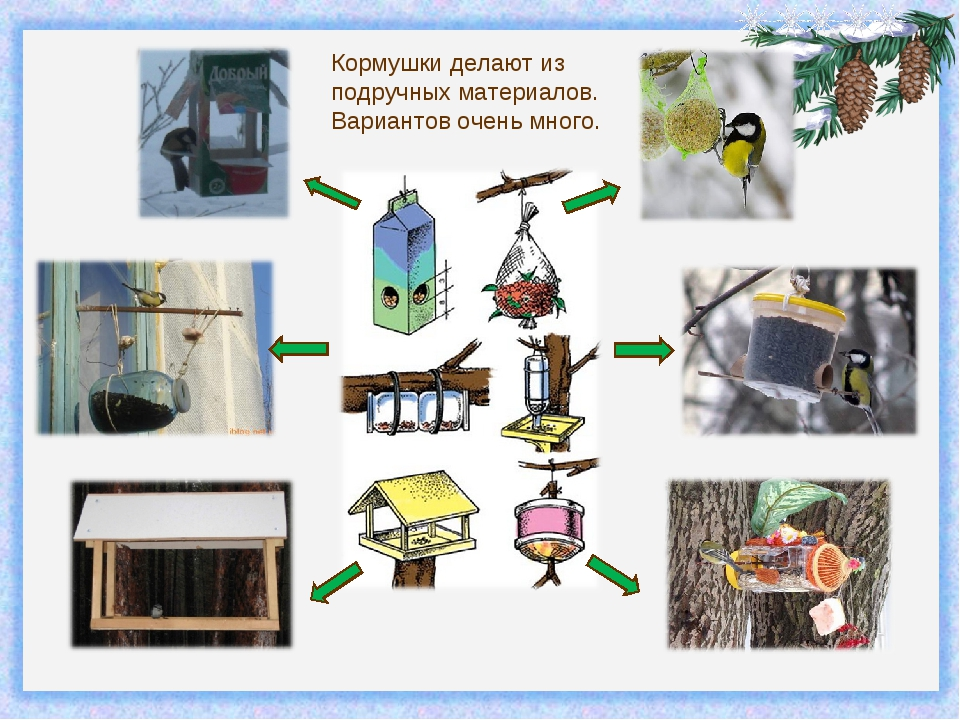 Кормушки делают из
подручных материалов.
Вариантов очень много.
Добрый